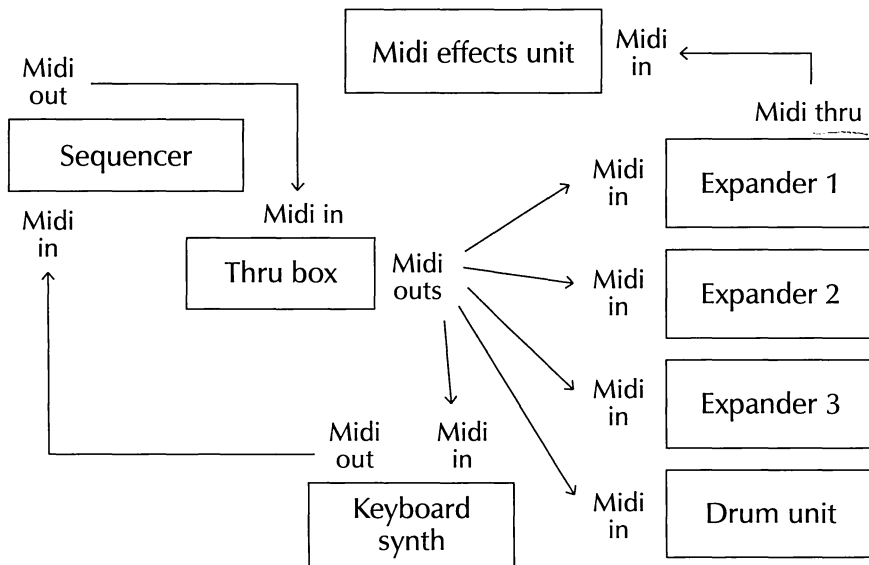 Midi effects unit
Midi
in
Midi
out
Midi thru
Sequencer
Midi
in
Expander 1
Midi
in
Midi in
Thru box
Midi
outs
Midi
in
Expander 2
Midi
in
Expander 3
Midi
out
Midi
in
Keyboard
synth
Midi
in
Drum unit